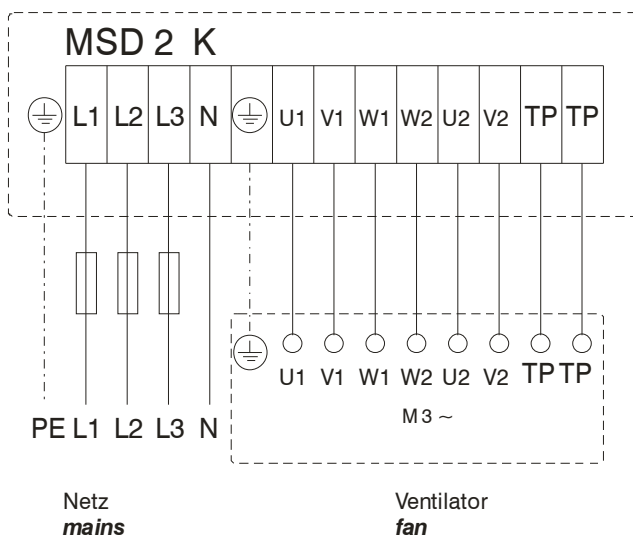 MSD 2 K
L1 L2 L3 N U1 V1 W1 W2 U2 V2 TP TP
U1 V1 W1 W2 U2 V2 TP TP
M 3 ~
PE L1 L2 L3 N
Netz
mains
Ventilator
fan